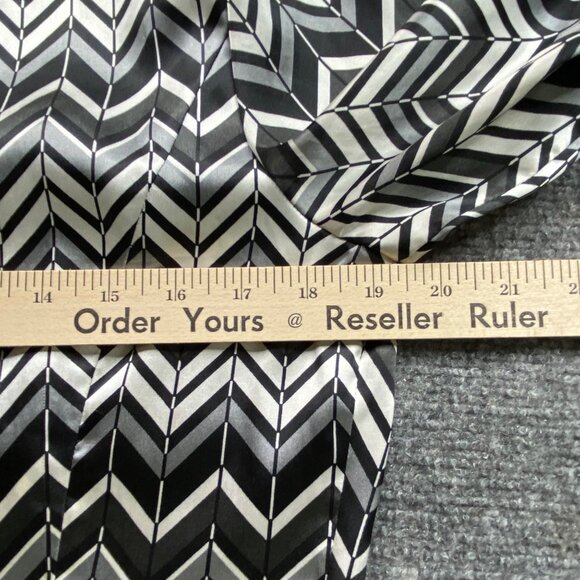 14 15 16 17 18 19 20 21
Order Yours @ Reseller Ruler